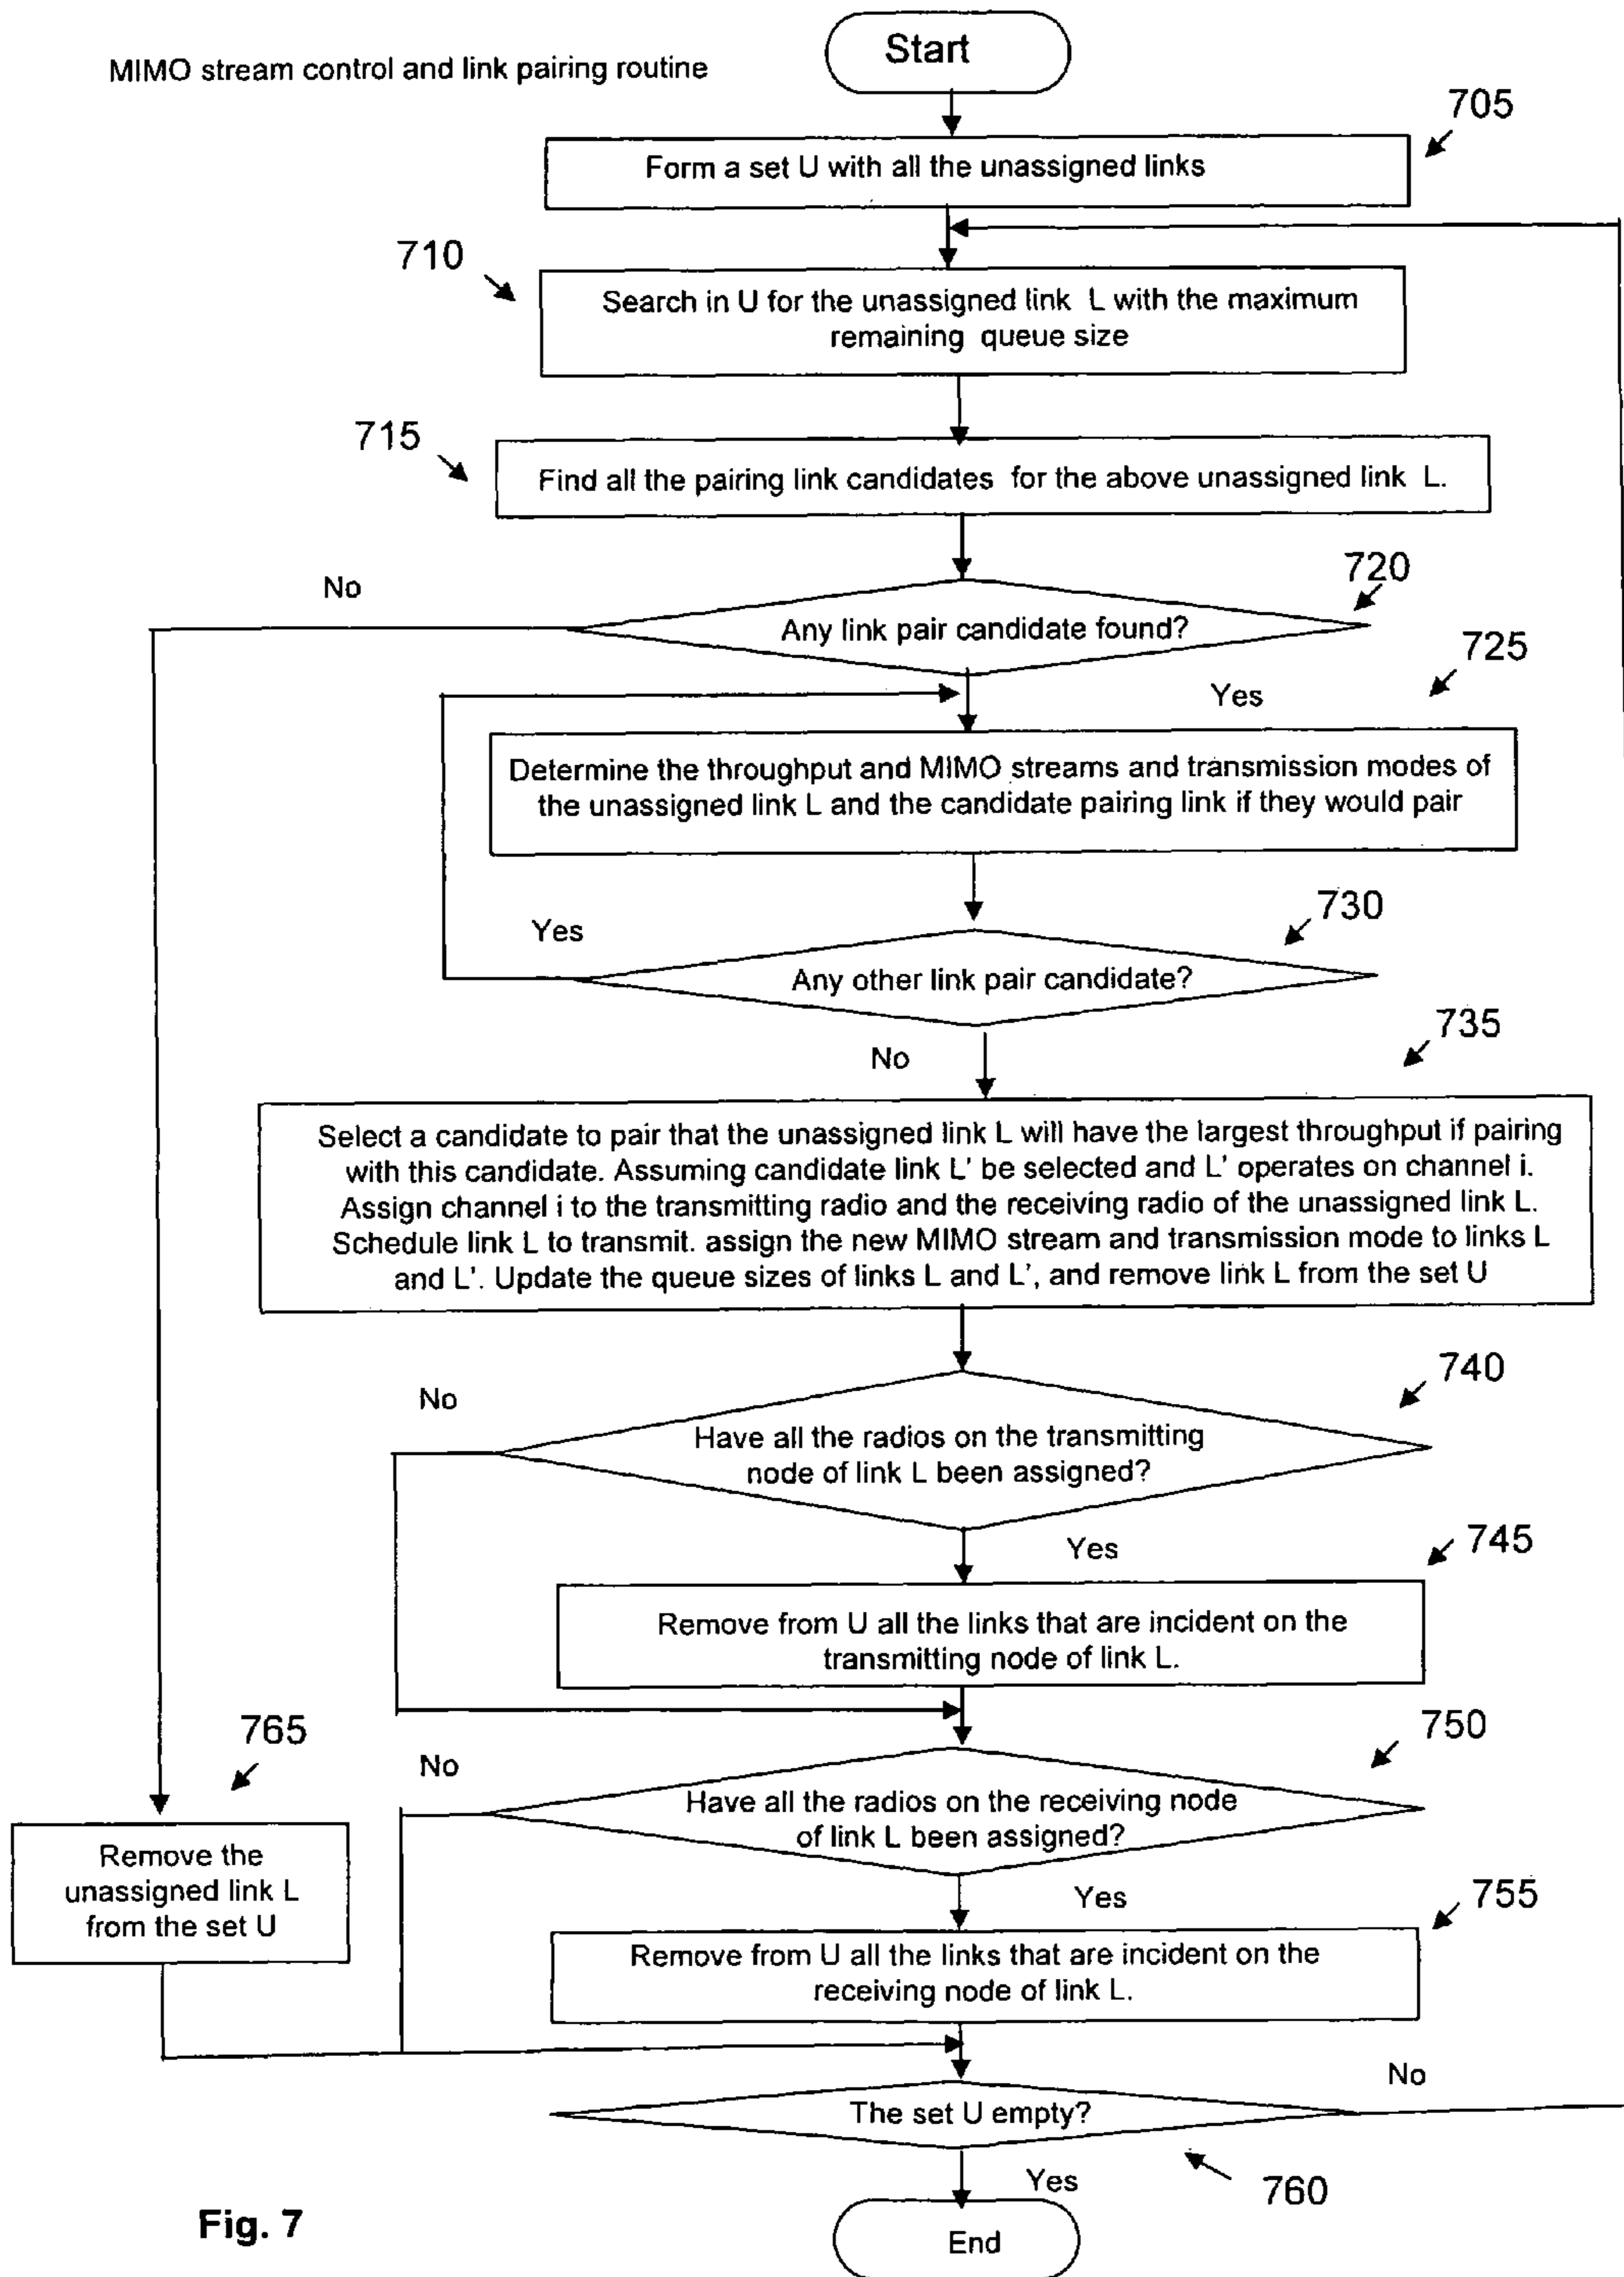 Start
MIMO stream control and link pairing routine
705
Form a set U with all the unassigned links
710
Search in U for the unassigned link L with the maximum
remaining queue size
715
Find all the pairing link candidates for the above unassigned link L.
720
No
Any link pair candidate found?
725
Yes
Determine the throughput and MIMO streams and transmission modes of
the unassigned link L and the candidate pairing link if they would pair
730
Yes
Any other link pair candidate?
735
No
Select a candidate to pair that the unassigned link L will have the largest throughput if pairing
with this candidate. Assuming candidate link L' be selected and L' operates on channel i.
Assign channel i to the transmitting radio and the receiving radio of the unassigned link L.
Schedule link L to transmit. assign the new MIMO stream and transmission mode to links L
and L'. Update the queue sizes of links L and L', and remove link L from the set U
740
No
Have all the radios on the transmitting
node of link L been assigned?
745
Yes
Remove from U all the links that are incident on the
transmitting node of link L.
750
765
No
Have all the radios on the receiving node
of link L been assigned?
Remove the
unassigned link L
from the set U
Yes
755
Remove from U all the links that are incident on the
receiving node of link L.
No
The set U empty?
Yes
760
Fig. 7
End